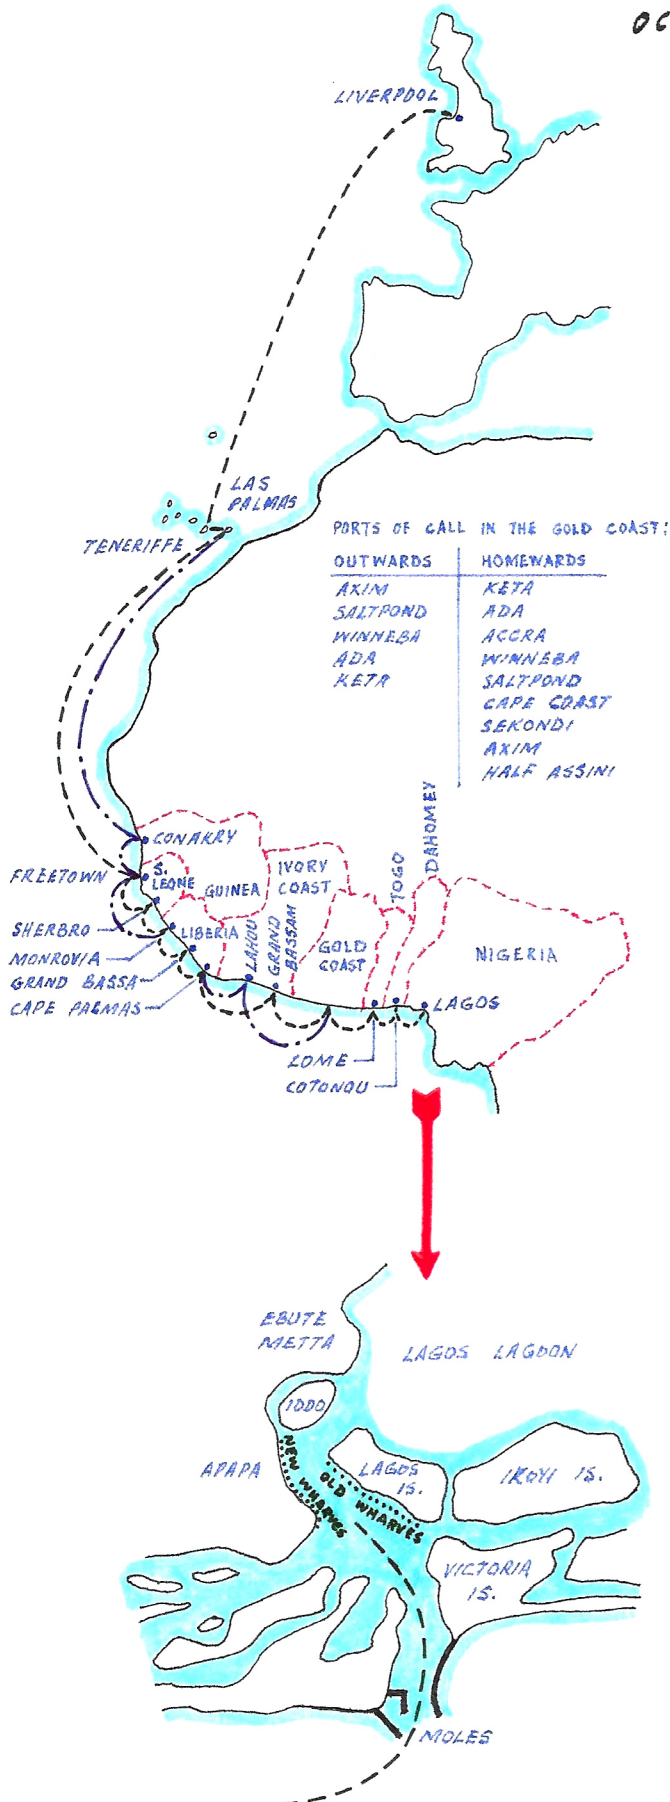 OC
LIVERPOOL
LAS
PALMAS
TENERIFFE
PORTS OF CALL IN THE GOLD COAST:
OUTWARDS
AXIM
SALTPOND
WINNEBA
ADA
KETA
HOMEWARDS
KETA
ADA
ACCRA
WINNEBA
SALTPOND
CAPE COAST
SEKONDI
AXIM
HALF ASSINI
CONAKRY
FREETOWN
S.
LEONE
GUINEA
IVORY
COAST
TOGO
DAHOMEY
SHERBRO
LIBERIA
LAHOU
GRAND
BASSAM
GOLD
COAST
NIGERIA
MONROVIA
GRAND BASSA
CAPE PALMAS
LAGOS
LOME
COTONOU
EBUTE
METTA
LAGOS LAGOON
IDDO
APAPA
NEW WHARVES
OLD WHARVES
LAGOS
IS.
IKOYI IS.
VICTORIA
IS.
MOLES